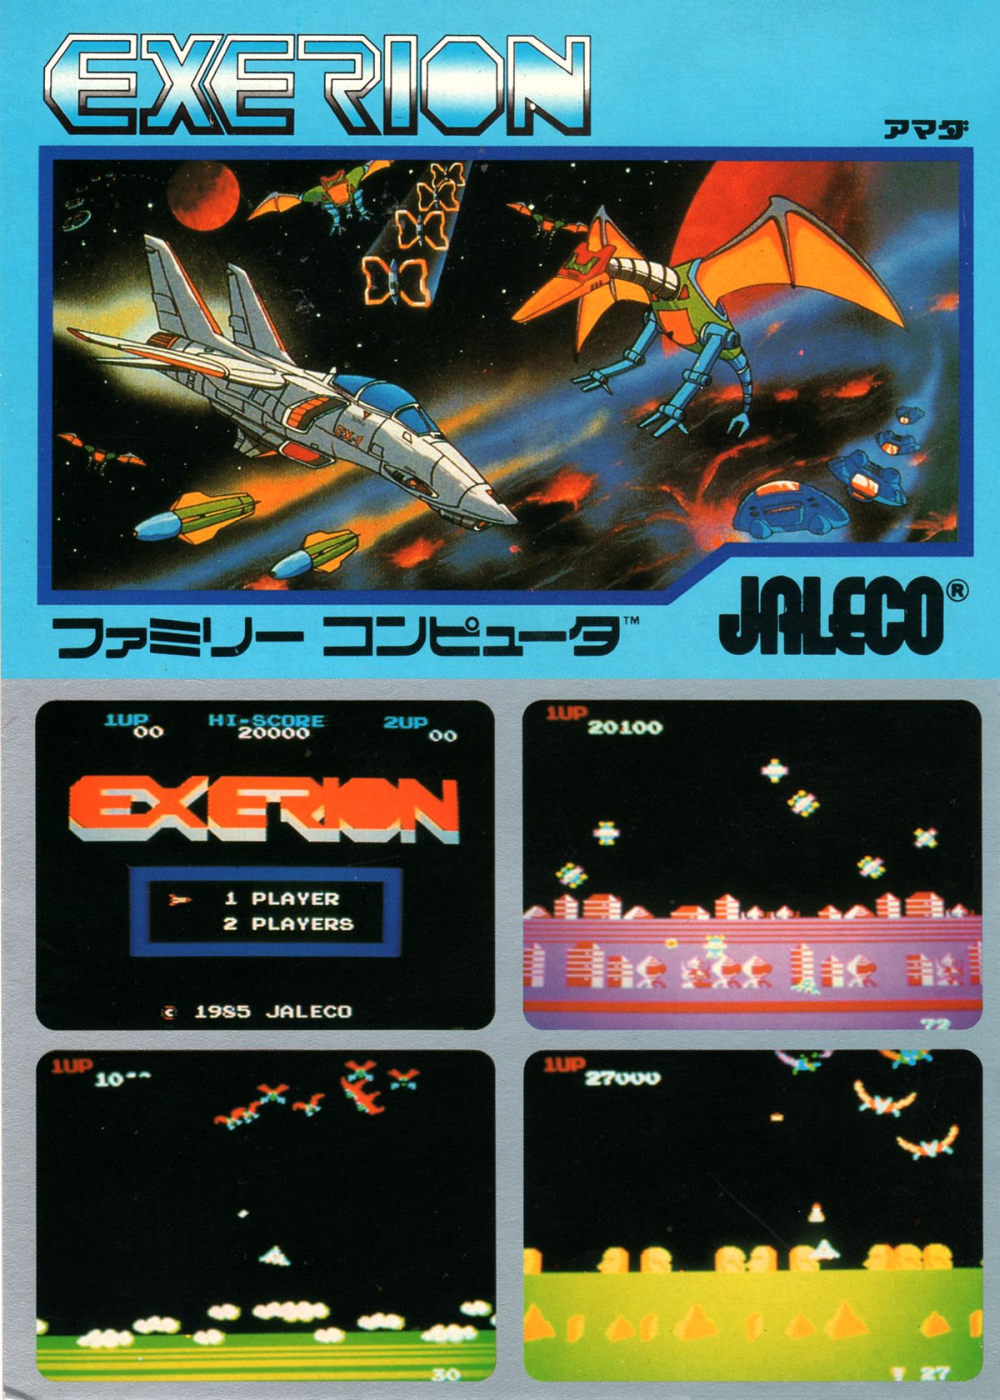 EXERION
アマダ
EX-1
ファミリー コンピュータ™
JALECO®
1UP HI-SCORE 2UP
00 20000 00
EXERION
1 PLAYER
2 PLAYERS
© 1985 JALECO
1UP
20100
72
1UP
30
1UP
27000
27